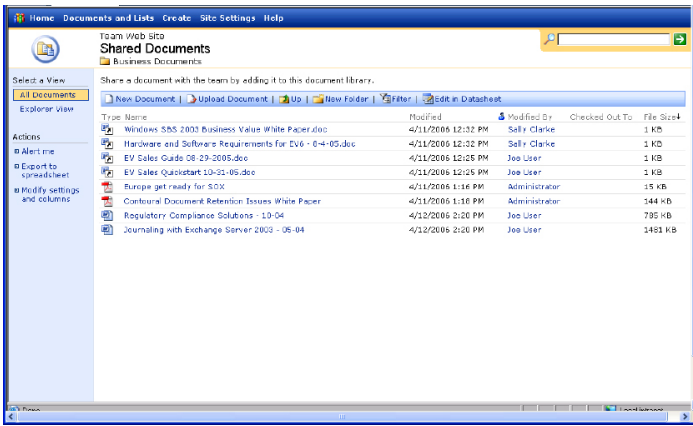 Home Documents and Lists Create Site Settings Help
Team Web Site
Shared Documents
Business Documents
Select a View
All Documents
Explorer View
Actions
Alert me
Export to
spreadsheet
Modify settings
and columns
Share a document with the team by adding it to this document library.
New Document | Upload Document | Up | New Folder | Filter | Edit in Datasheet
Type Name Modified Modified By Checked Out To File Size
Windows SBS 2003 Business Value White Paper.doc 4/11/2006 12:32 PM Sally Clarke 1 KB
Hardware and Software Requirements for EV6 - 8-4-05.doc 4/11/2006 12:32 PM Sally Clarke 1 KB
EV Sales Guide 08-29-2005.doc 4/11/2006 12:25 PM Joe User 1 KB
EV Sales Quickstart 10-31-05.doc 4/11/2006 12:25 PM Joe User 1 KB
Europe get ready for SOX 4/11/2006 1:16 PM Administrator 15 KB
Contoural Document Retention Issues White Paper 4/11/2006 1:18 PM Administrator 144 KB
Regulatory Compliance Solutions - 10-04 4/12/2006 2:20 PM Joe User 785 KB
Journaling with Exchange Server 2003 - 05-04 4/12/2006 2:20 PM Joe User 1481 KB
Done Local intranet